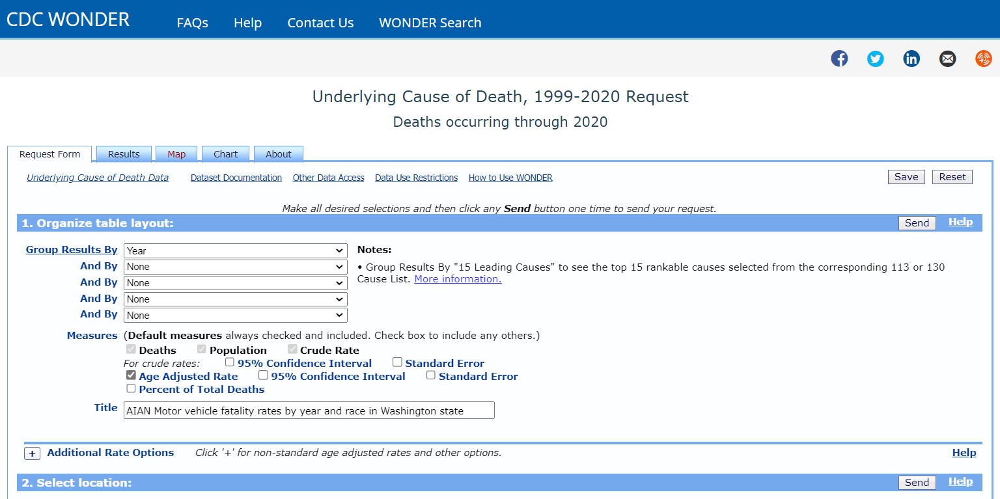 CDC WONDER FAQs Help Contact Us WONDER Search
Underlying Cause of Death, 1999-2020 Request
Deaths occurring through 2020
Request Form Results Map Chart About
Underlying Cause of Death Data Dataset Documentation Other Data Access Data Use Restrictions How to Use WONDER Save Reset
Make all desired selections and then click any Send button one time to send your request.
1. Organize table layout: Send Help
Group Results By Year Notes:
And By None • Group Results By "15 Leading Causes" to see the top 15 rankable causes selected from the corresponding 113 or 130
Cause List. More information.
And By None
And By None
And By None
Measures (Default measures always checked and included. Check box to include any others.)
Deaths Population Crude Rate
For crude rates: 95% Confidence Interval Standard Error
Age Adjusted Rate 95% Confidence Interval Standard Error
Percent of Total Deaths
Title AIAN Motor vehicle fatality rates by year and race in Washington state
+ Additional Rate Options Click '+' for non-standard age adjusted rates and other options. Help
2. Select location: Send Help